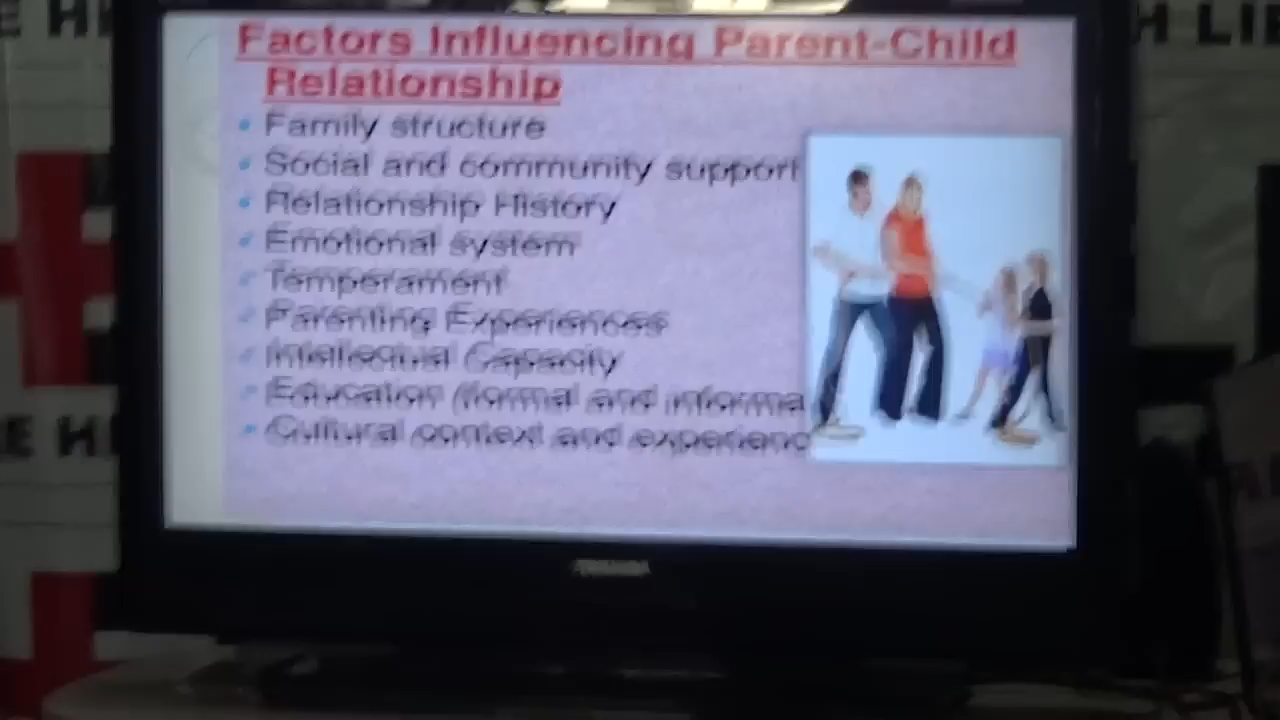 Factors Influencing Parent-Child
Relationship
• Family structure
• Social and community support
• Relationship History
• Emotional system
• Temperament
• Parenting Experiences
• Intellectual Capacity
• Education (formal and informa
• Cultural context and experienc
E H
H LI
E H